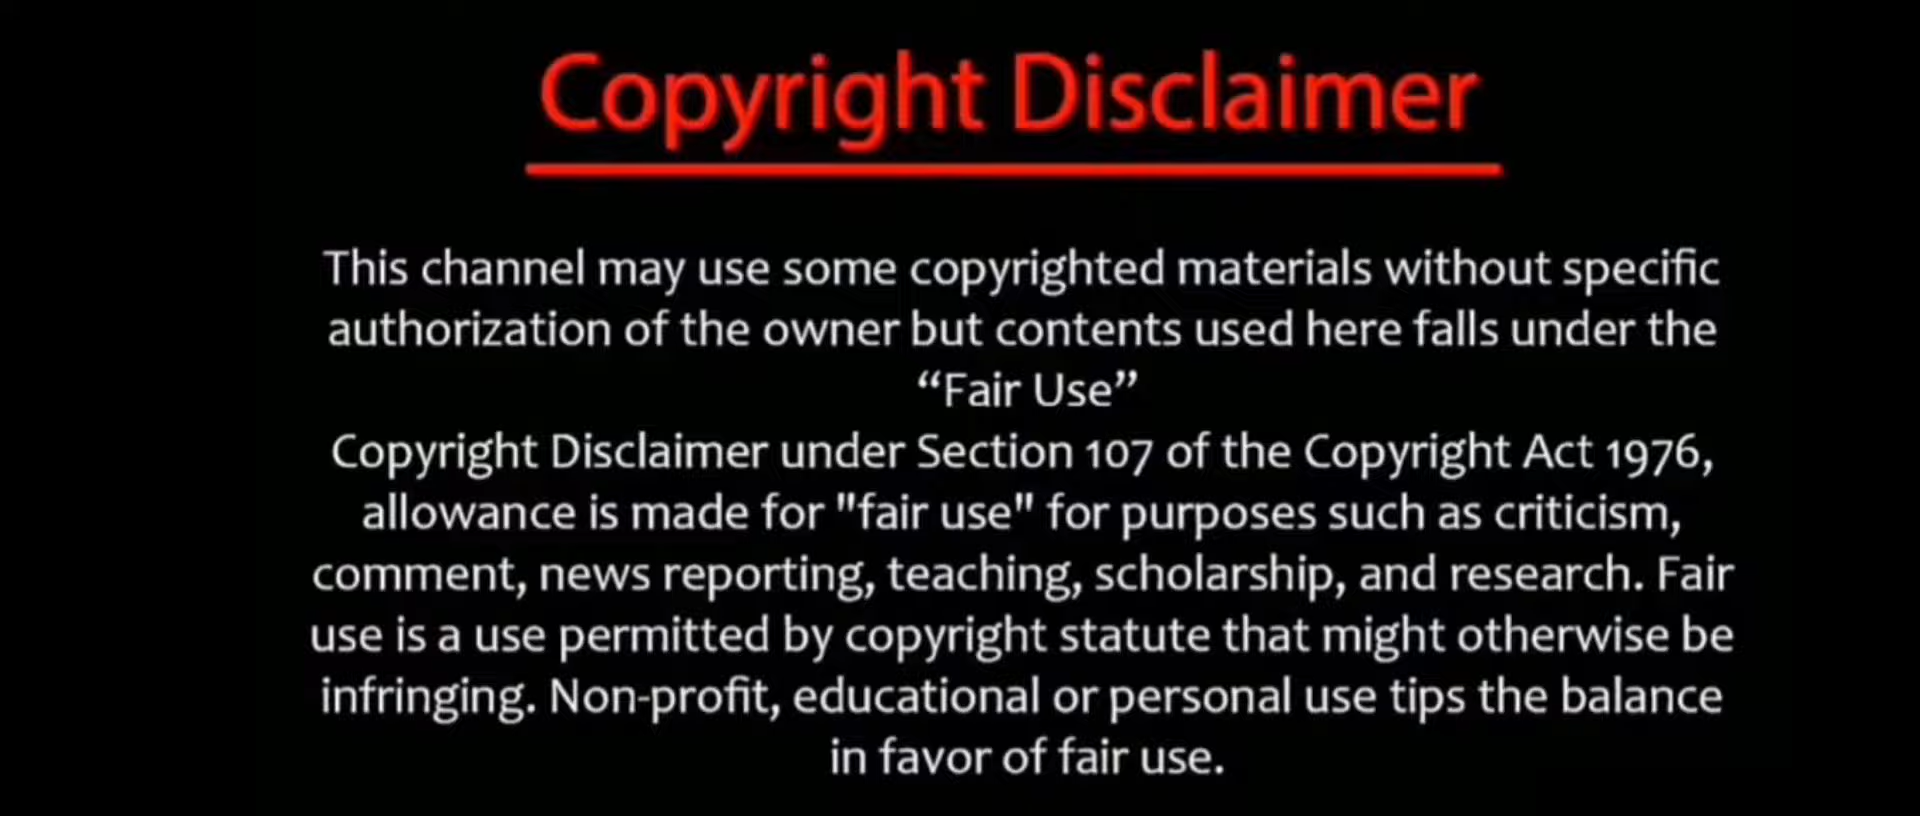 Copyright Disclaimer
This channel may use some copyrighted materials without specific
authorization of the owner but contents used here falls under the
“Fair Use”
Copyright Disclaimer under Section 107 of the Copyright Act 1976,
allowance is made for "fair use" for purposes such as criticism,
comment, news reporting, teaching, scholarship, and research. Fair
use is a use permitted by copyright statute that might otherwise be
infringing. Non-profit, educational or personal use tips the balance
in favor of fair use.